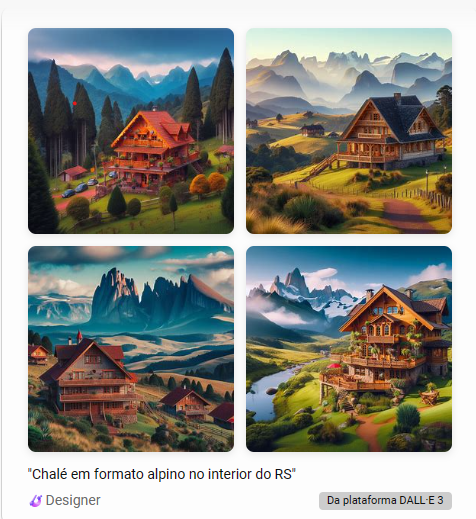 "Chalé em formato alpino no interior do RS"
Designer
Da plataforma DALL·E 3